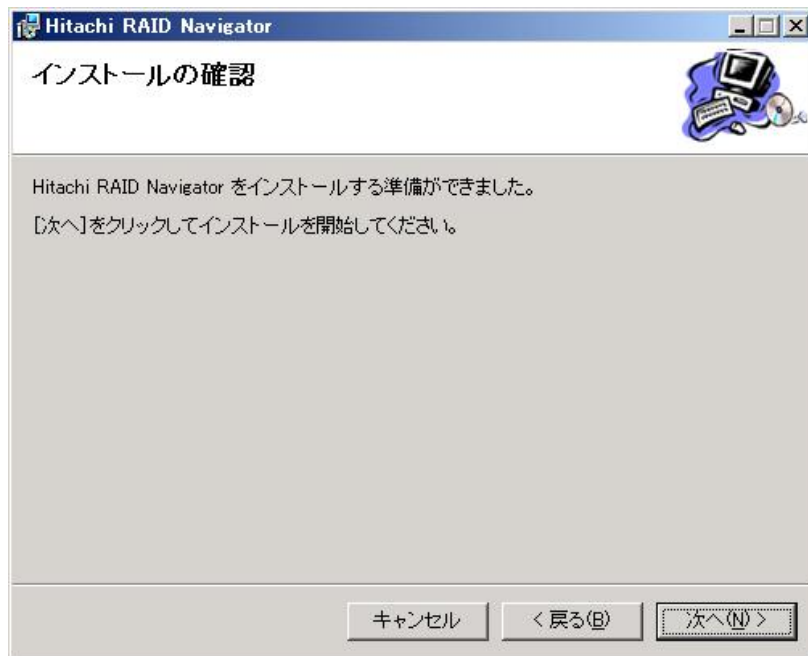 Hitachi RAID Navigator
インストールの確認
Hitachi RAID Navigator をインストールする準備ができました。
[次へ]をクリックしてインストールを開始してください。
キャンセル
< 戻る(B)
次へ(N) >